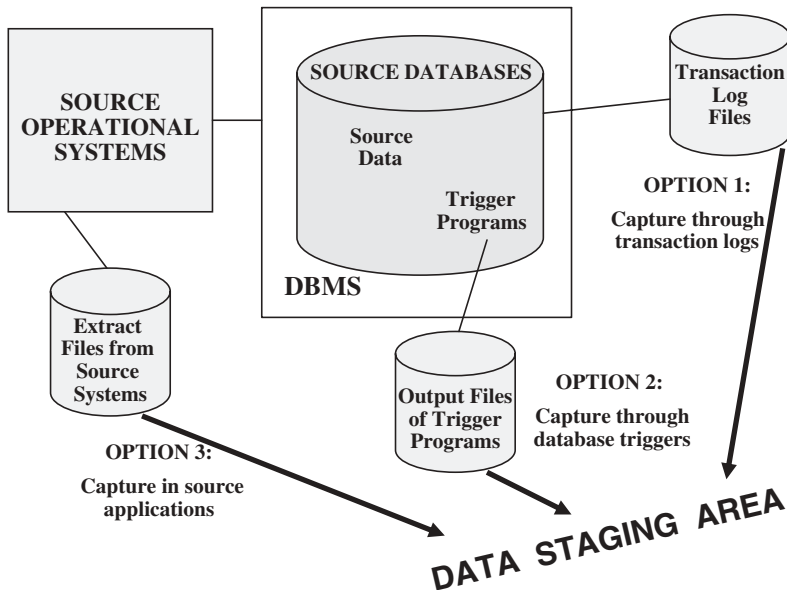 SOURCE
OPERATIONAL
SYSTEMS
SOURCE DATABASES
Source
Data
Trigger
Programs
DBMS
Transaction
Log
Files
OPTION 1:
Capture through
transaction logs
Extract
Files from
Source
Systems
Output Files
of Trigger
Programs
OPTION 2:
Capture through
database triggers
OPTION 3:
Capture in source
applications
DATA STAGING AREA